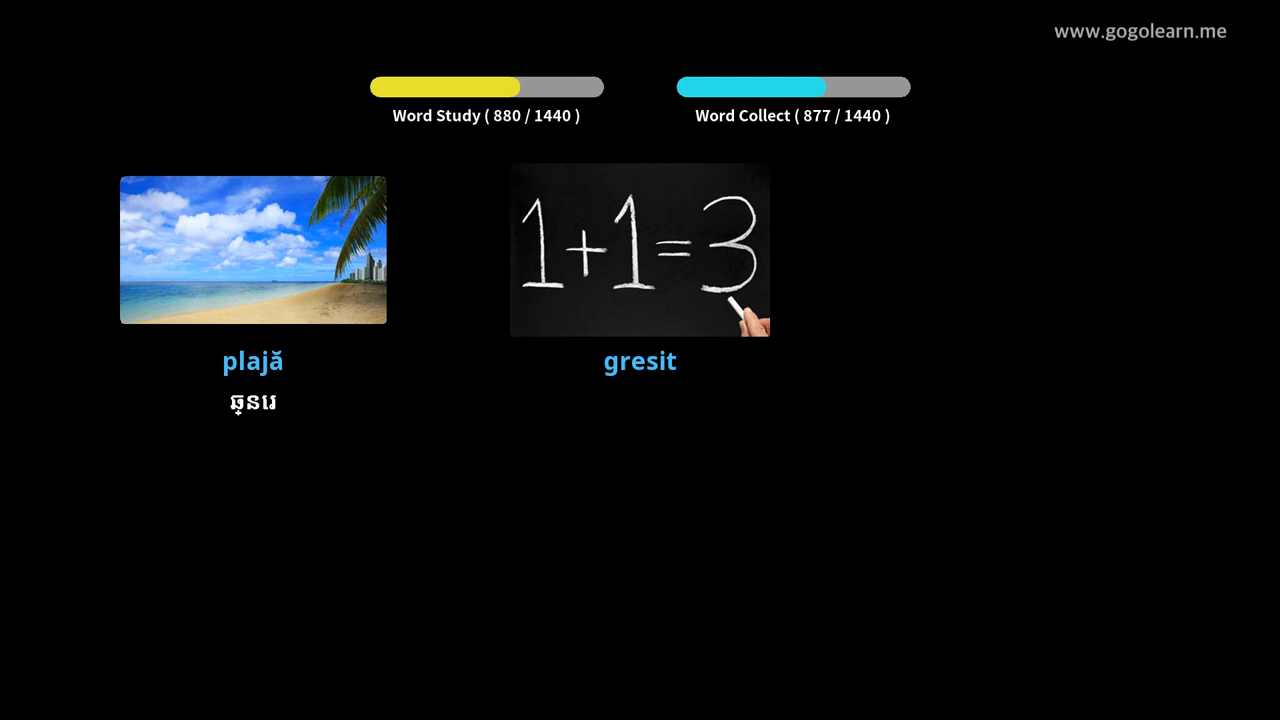 www.gogolearn.me
Word Study ( 880 / 1440 )
Word Collect ( 877 / 1440 )
1+1=3
plajă
gresit
ឆ្នេរ